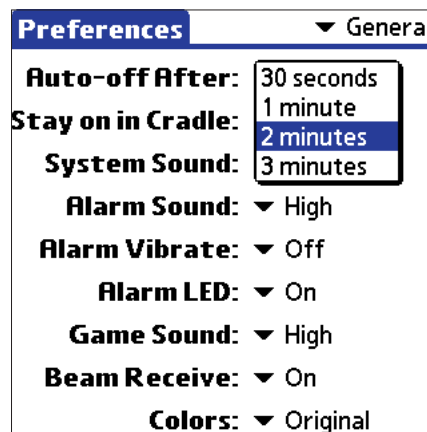 Preferences General
Auto-off After: 30 seconds
1 minute
Stay on in Cradle:
2 minutes
System Sound: 3 minutes
Alarm Sound: High
Alarm Vibrate: Off
Alarm LED: On
Game Sound: High
Beam Receive: On
Colors: Original